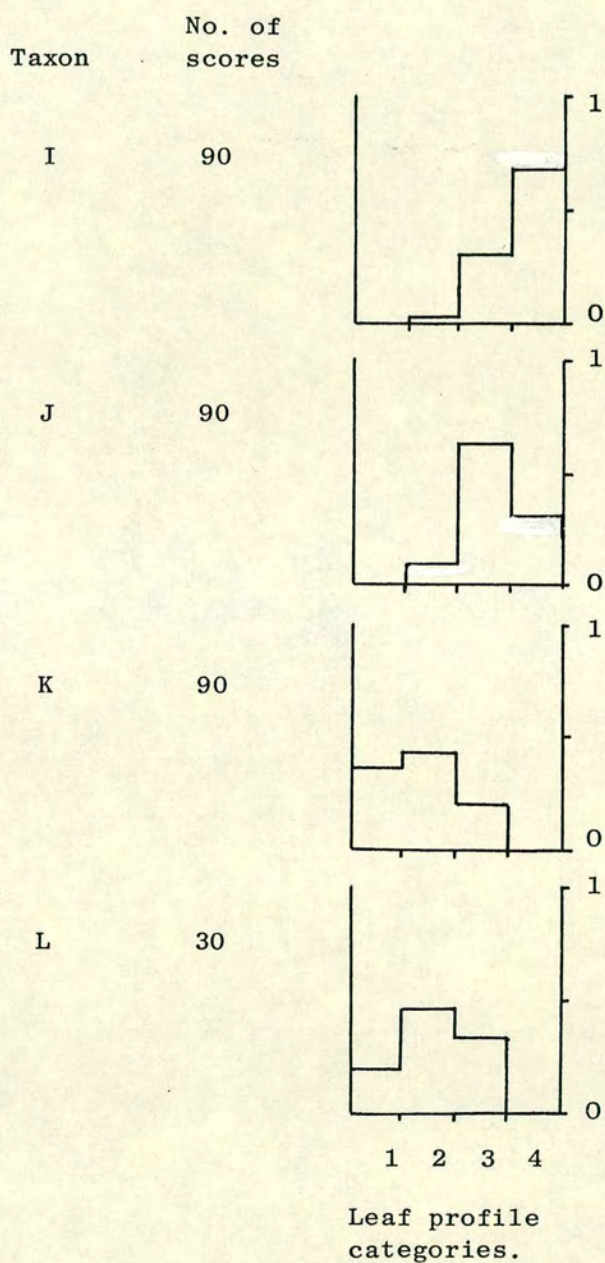 No. of
Taxon scores
1
I 90
0
1
J 90
0
1
K 90
0
1
L 30
0
1 2 3 4
Leaf profile
categories.